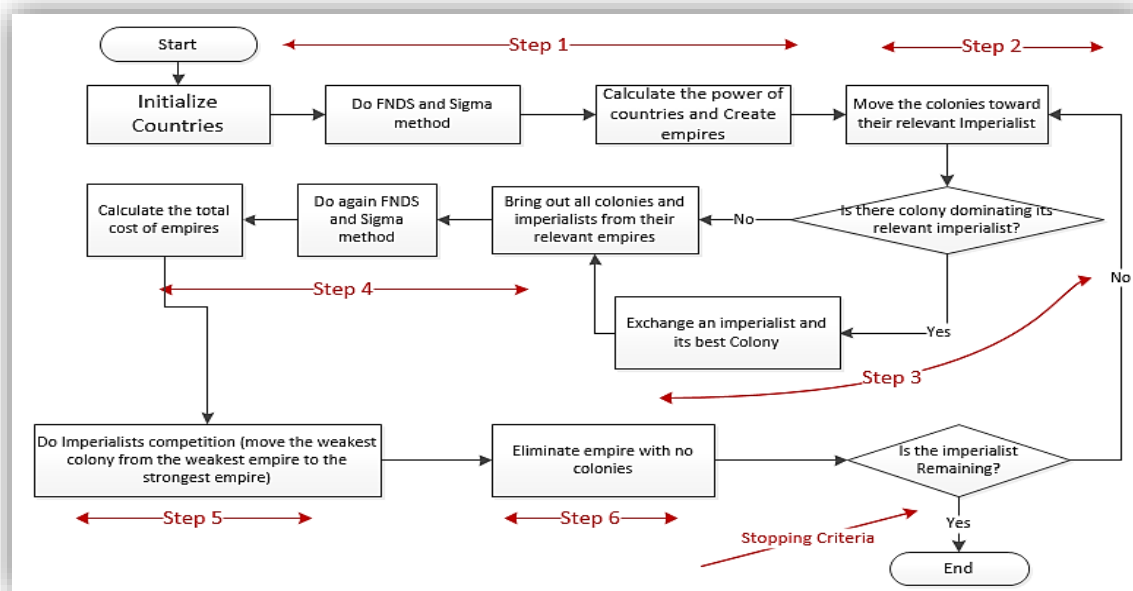 Start
Step 1
Step 2
Initialize
Countries
Do FNDS and Sigma
method
Calculate the power of
countries and Create
empires
Move the colonies toward
their relevant Imperialist
Is there colony dominating its
relevant imperialist?
No
Bring out all colonies and
imperialists from their
relevant empires
Do again FNDS
and Sigma
method
Calculate the total
cost of empires
Step 4
No
Yes
Exchange an imperialist and
its best Colony
Step 3
Do Imperialists competition (move the weakest
colony from the weakest empire to the
strongest empire)
Eliminate empire with no
colonies
Is the imperialist
Remaining?
Step 5
Step 6
Stopping Criteria
Yes
End